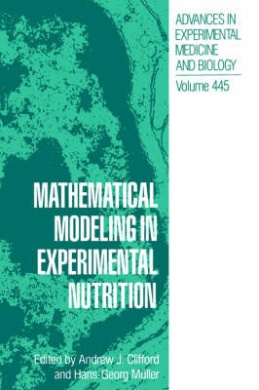 ADVANCES IN
EXPERIMENTAL
MEDICINE
AND BIOLOGY
Volume 445
MATHEMATICAL
MODELING IN
EXPERIMENTAL
NUTRITION
Edited by Andrew J. Clifford
and Hans-Georg Müller